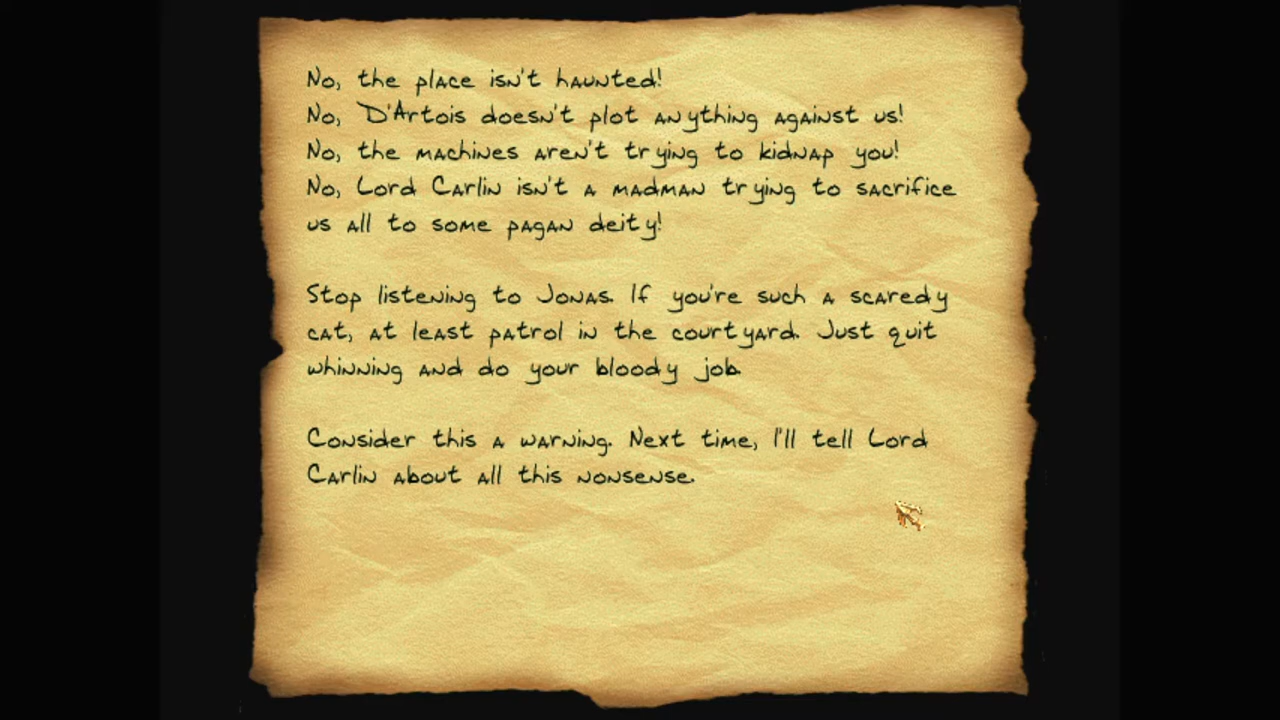 No, the place isn't haunted!
No, D'Artois doesn't plot anything against us!
No, the machines aren't trying to kidnap you!
No, Lord Carlin isn't a madman trying to sacrifice
us all to some pagan deity!
Stop listening to Jonas. If you're such a scaredy
cat, at least patrol in the courtyard. Just quit
whinning and do your bloody job.
Consider this a warning. Next time, I'll tell Lord
Carlin about all this nonsense.